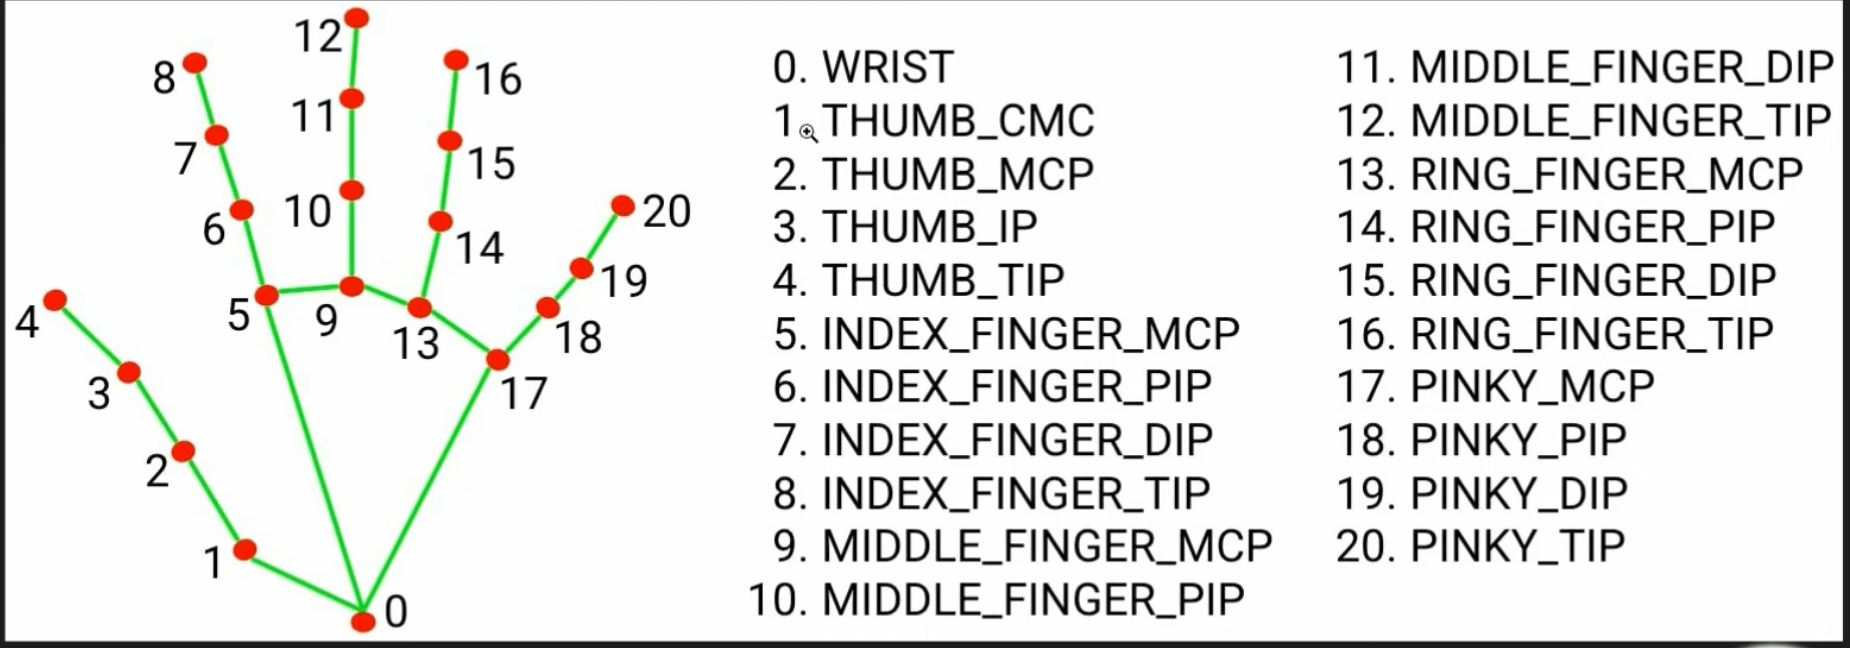 12
8
16
11
7
15
10
6
20
14
19
5
9
4
13
18
3
17
2
1
0
0. WRIST
1. THUMB_CMC
2. THUMB_MCP
3. THUMB_IP
4. THUMB_TIP
5. INDEX_FINGER_MCP
6. INDEX_FINGER_PIP
7. INDEX_FINGER_DIP
8. INDEX_FINGER_TIP
9. MIDDLE_FINGER_MCP
10. MIDDLE_FINGER_PIP
11. MIDDLE_FINGER_DIP
12. MIDDLE_FINGER_TIP
13. RING_FINGER_MCP
14. RING_FINGER_PIP
15. RING_FINGER_DIP
16. RING_FINGER_TIP
17. PINKY_MCP
18. PINKY_PIP
19. PINKY_DIP
20. PINKY_TIP